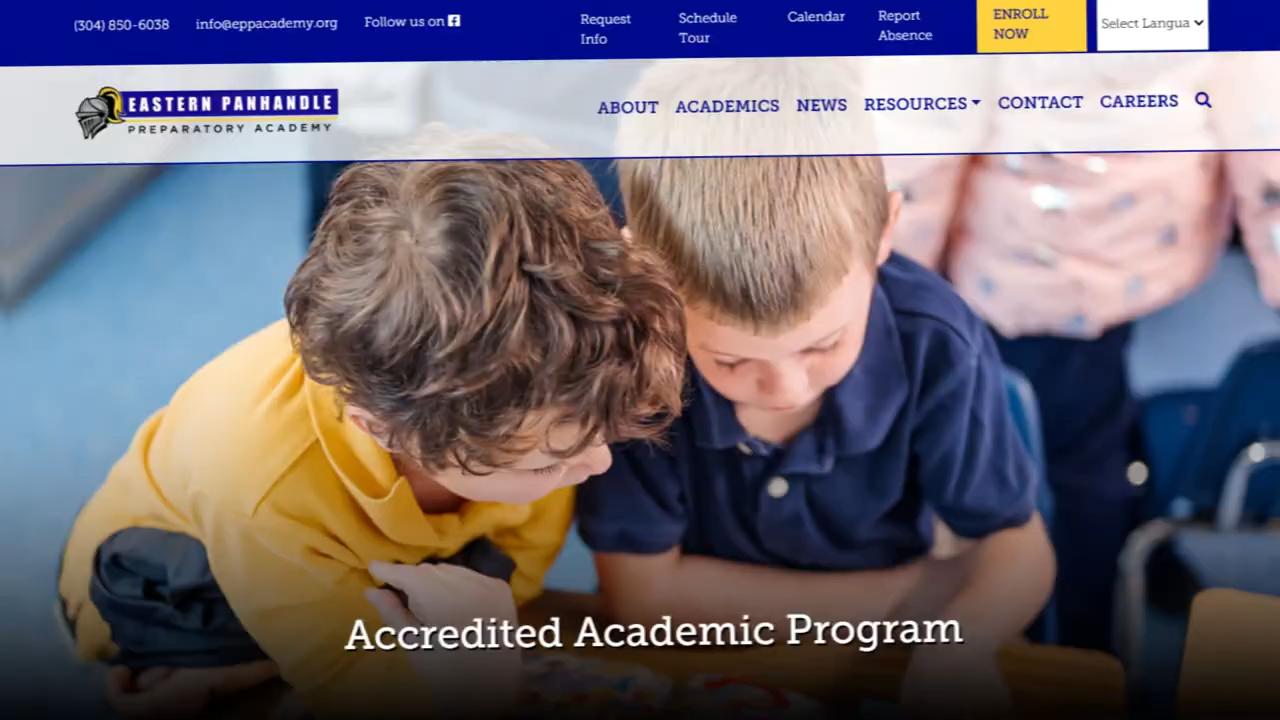 (304) 850-6038
info@eppacademy.org
Follow us on
Request
Info
Schedule
Tour
Calendar
Report
Absence
ENROLL
NOW
Select Langua
EASTERN PANHANDLE
PREPARATORY ACADEMY
ABOUT
ACADEMICS
NEWS
RESOURCES
CONTACT
CAREERS
Accredited Academic Program